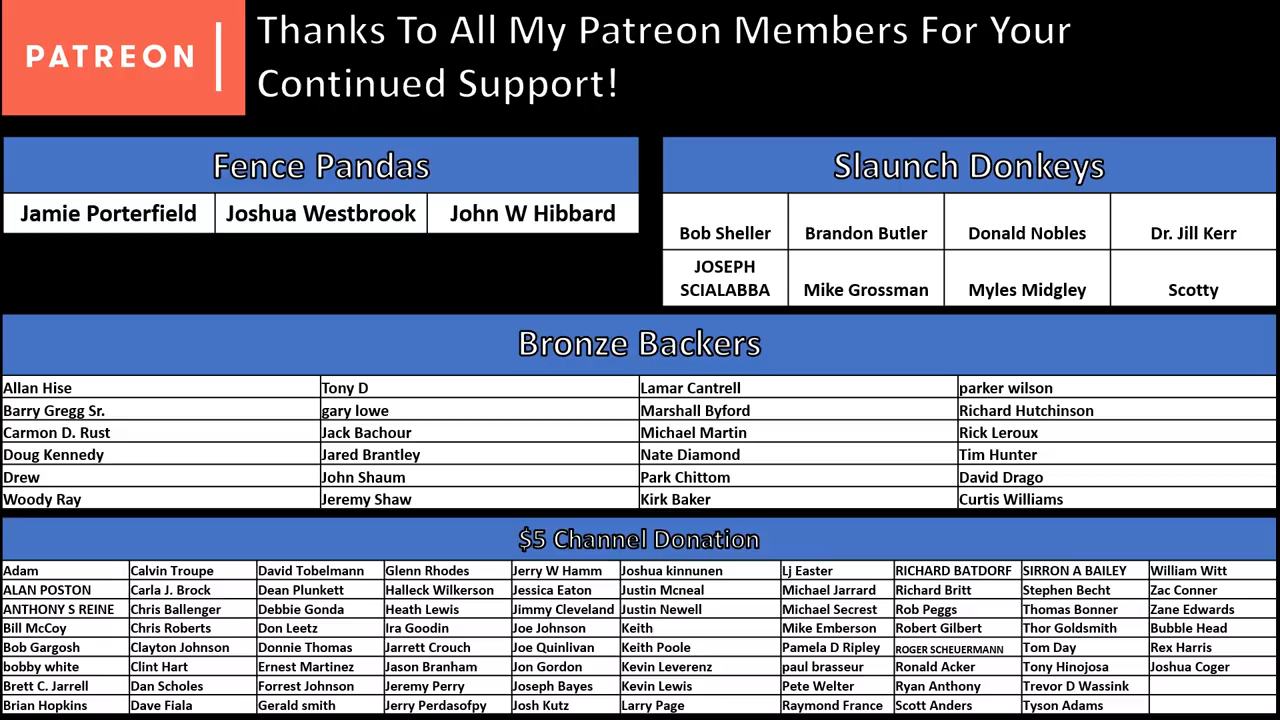 PATREON
Thanks To All My Patreon Members For Your
Continued Support!
Fence Pandas
Jamie Porterfield Joshua Westbrook John W Hibbard
Slaunch Donkeys
Bob Sheller Brandon Butler Donald Nobles Dr. Jill Kerr
JOSEPH
SCIALABBA Mike Grossman Myles Midgley Scotty
Bronze Backers
Allan Hise Tony D Lamar Cantrell parker wilson
Barry Gregg Sr. gary lowe Marshall Byford Richard Hutchinson
Carmon D. Rust Jack Bachour Michael Martin Rick Leroux
Doug Kennedy Jared Brantley Nate Diamond Tim Hunter
Drew John Shaum Park Chittom David Drago
Woody Ray Jeremy Shaw Kirk Baker Curtis Williams
$5 Channel Donation
Adam Calvin Troupe David Tobelmann Glenn Rhodes Jerry W Hamm Joshua kinnunen Lj Easter RICHARD BATDORF SIRRON A BAILEY William Witt
ALAN POSTON Carla J. Brock Dean Plunkett Halleck Wilkerson Jessica Eaton Justin Mcneal Michael Jarrard Richard Britt Stephen Becht Zac Conner
ANTHONY S REINE Chris Ballenger Debbie Gonda Heath Lewis Jimmy Cleveland Justin Newell Michael Secrest Rob Peggs Thomas Bonner Zane Edwards
Bill McCoy Chris Roberts Don Leetz Ira Goodin Joe Johnson Keith Mike Emberson Robert Gilbert Thor Goldsmith Bubble Head
Bob Gargosh Clayton Johnson Donnie Thomas Jarrett Crouch Joe Quinlivan Keith Poole Pamela D Ripley ROGER SCHEUERMANN Tom Day Rex Harris
bobby white Clint Hart Ernest Martinez Jason Branham Jon Gordon Kevin Leverenz paul brasseur Ronald Acker Tony Hinojosa Joshua Coger
Brett C. Jarrell Dan Scholes Forrest Johnson Jeremy Perry Joseph Bayes Kevin Lewis Pete Welter Ryan Anthony Trevor D Wassink
Brian Hopkins Dave Fiala Gerald smith Jerry Perdasofpy Josh Kutz Larry Page Raymond France Scott Anders Tyson Adams